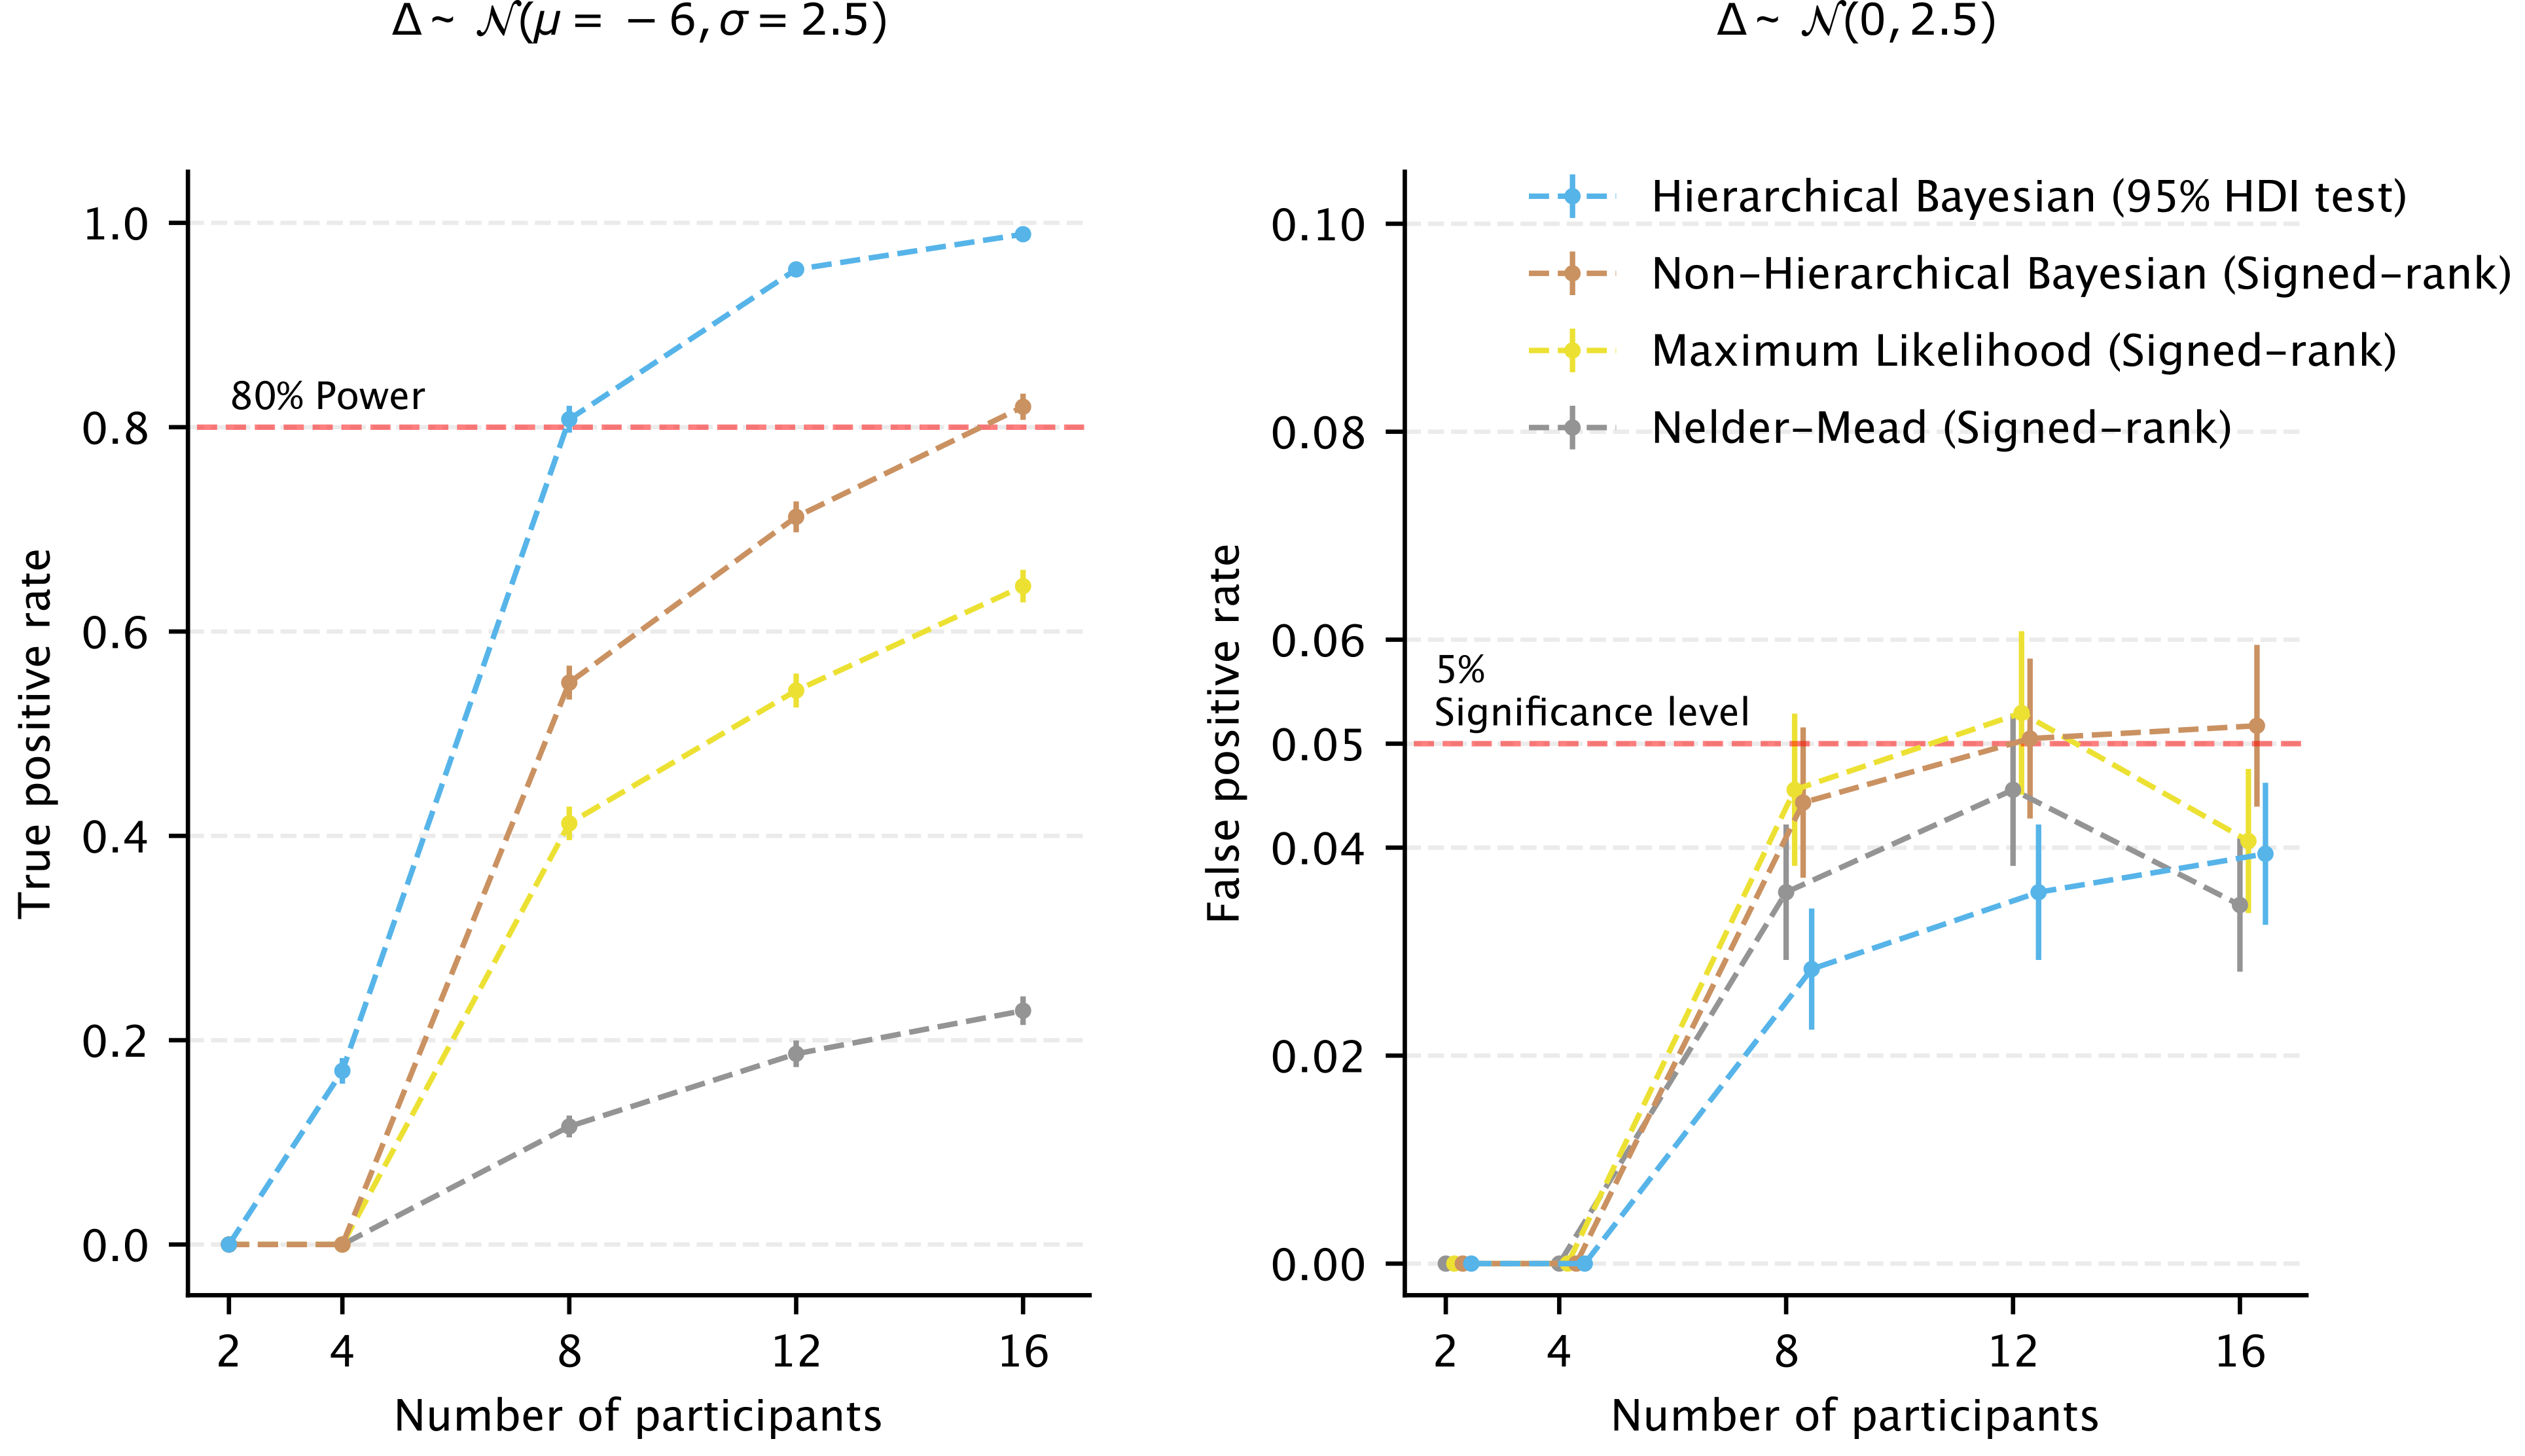 Δ ~ 𝒩(μ = − 6, σ = 2.5)
1.0
0.8
0.6
0.4
0.2
0.0
True positive rate
80% Power
2 4 8 12 16
Number of participants
Δ ~ 𝒩(0, 2.5)
0.10
0.08
0.06
0.05
0.04
0.02
0.00
False positive rate
Hierarchical Bayesian (95% HDI test)
Non−Hierarchical Bayesian (Signed−rank)
Maximum Likelihood (Signed−rank)
Nelder−Mead (Signed−rank)
5%
Significance level
2 4 8 12 16
Number of participants